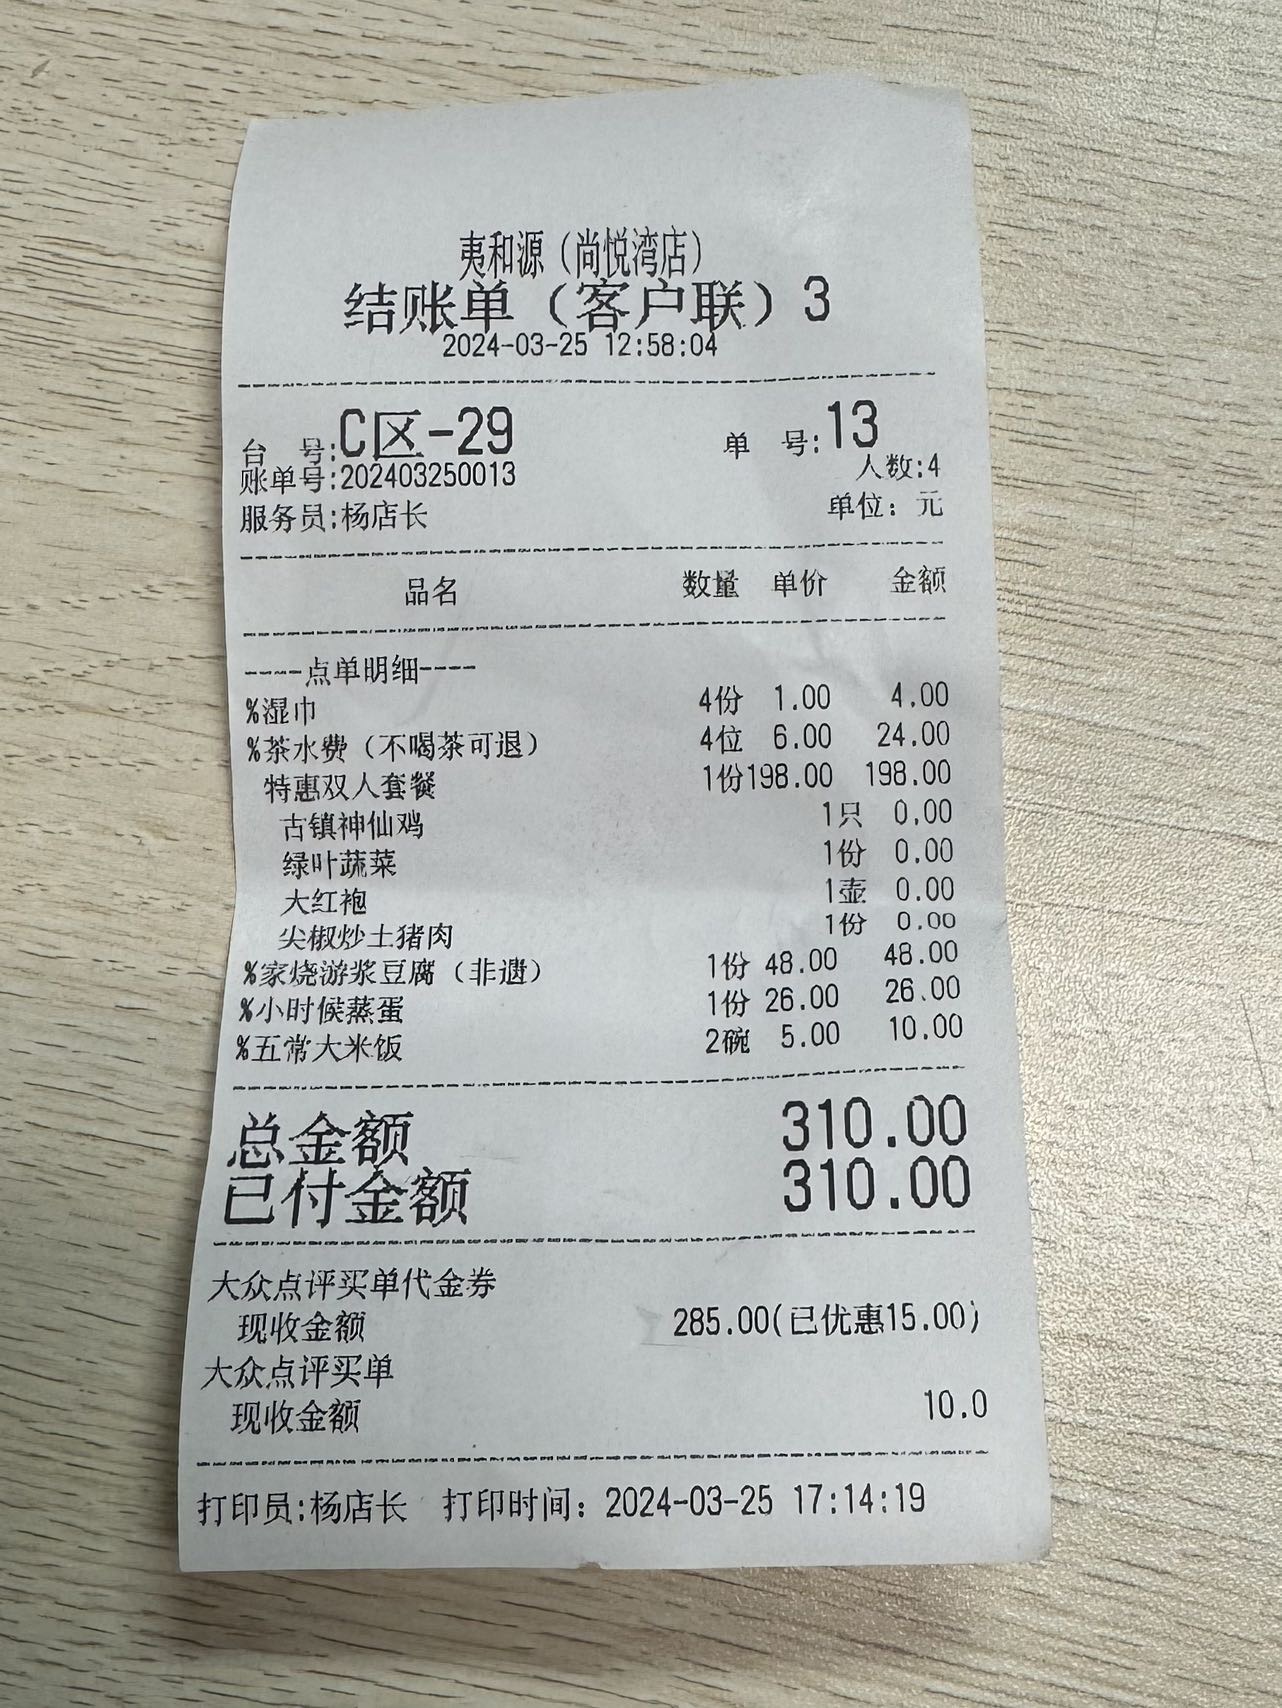 夷和源（尚悦湾店）
结账单（客户联）3
2024-03-25 12:58:04
台 号:C区-29 单 号:13
账单号:202403250013 人数:4
服务员:杨店长 单位：元
品名 数量 单价 金额
----点单明细----
%湿巾 4份 1.00 4.00
%茶水费（不喝茶可退） 4位 6.00 24.00
特惠双人套餐 1份198.00 198.00
古镇神仙鸡 1只 0.00
绿叶蔬菜 1份 0.00
大红袍 1壶 0.00
尖椒炒土猪肉 1份 0.00
%家烧游浆豆腐（非遗） 1份 48.00 48.00
%小时候蒸蛋 1份 26.00 26.00
%五常大米饭 2碗 5.00 10.00
总金额 310.00
已付金额 310.00
大众点评买单代金券
现收金额 285.00(已优惠15.00)
大众点评买单
现收金额 10.0
打印员:杨店长 打印时间：2024-03-25 17:14:19